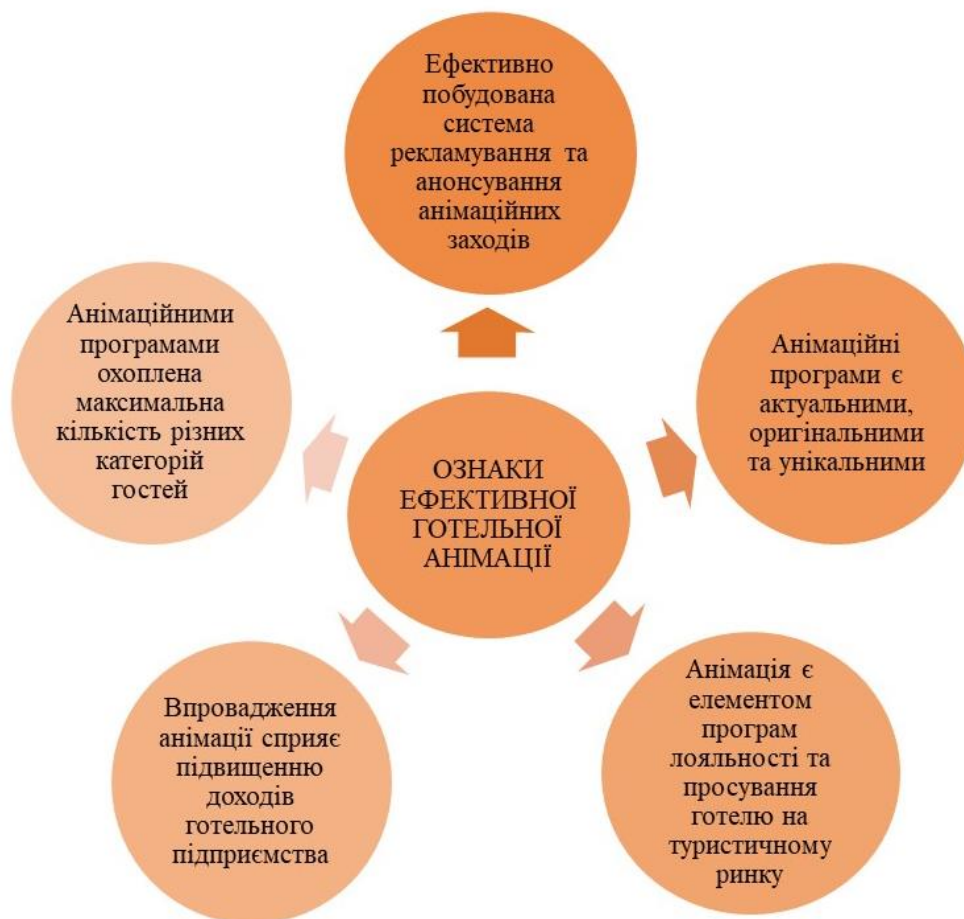 Ефективно
побудована
система
рекламування та
анонсування
анімаційних
заходів
Анімаційними
програмами
охоплена
максимальна
кількість різних
категорій
гостей
Анімаційні
програми є
актуальними,
оригінальними
та унікальними
ОЗНАКИ
ЕФЕКТИВНОЇ
ГОТЕЛЬНОЇ
АНІМАЦІЇ
Впровадження
анімації сприяє
підвищенню
доходів
готельного
підприємства
Анімація є
елементом
програм
лояльності та
просування
готелю на
туристичному
ринку